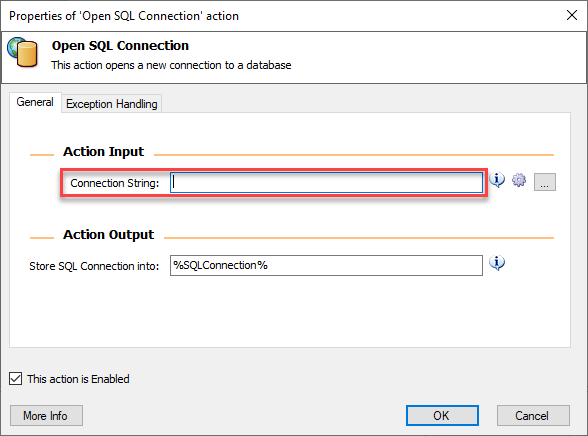 Properties of 'Open SQL Connection' action
Open SQL Connection
This action opens a new connection to a database
General
Exception Handling
Action Input
Connection String:
...
Action Output
Store SQL Connection into: %SQLConnection%
This action is Enabled
More Info
OK
Cancel